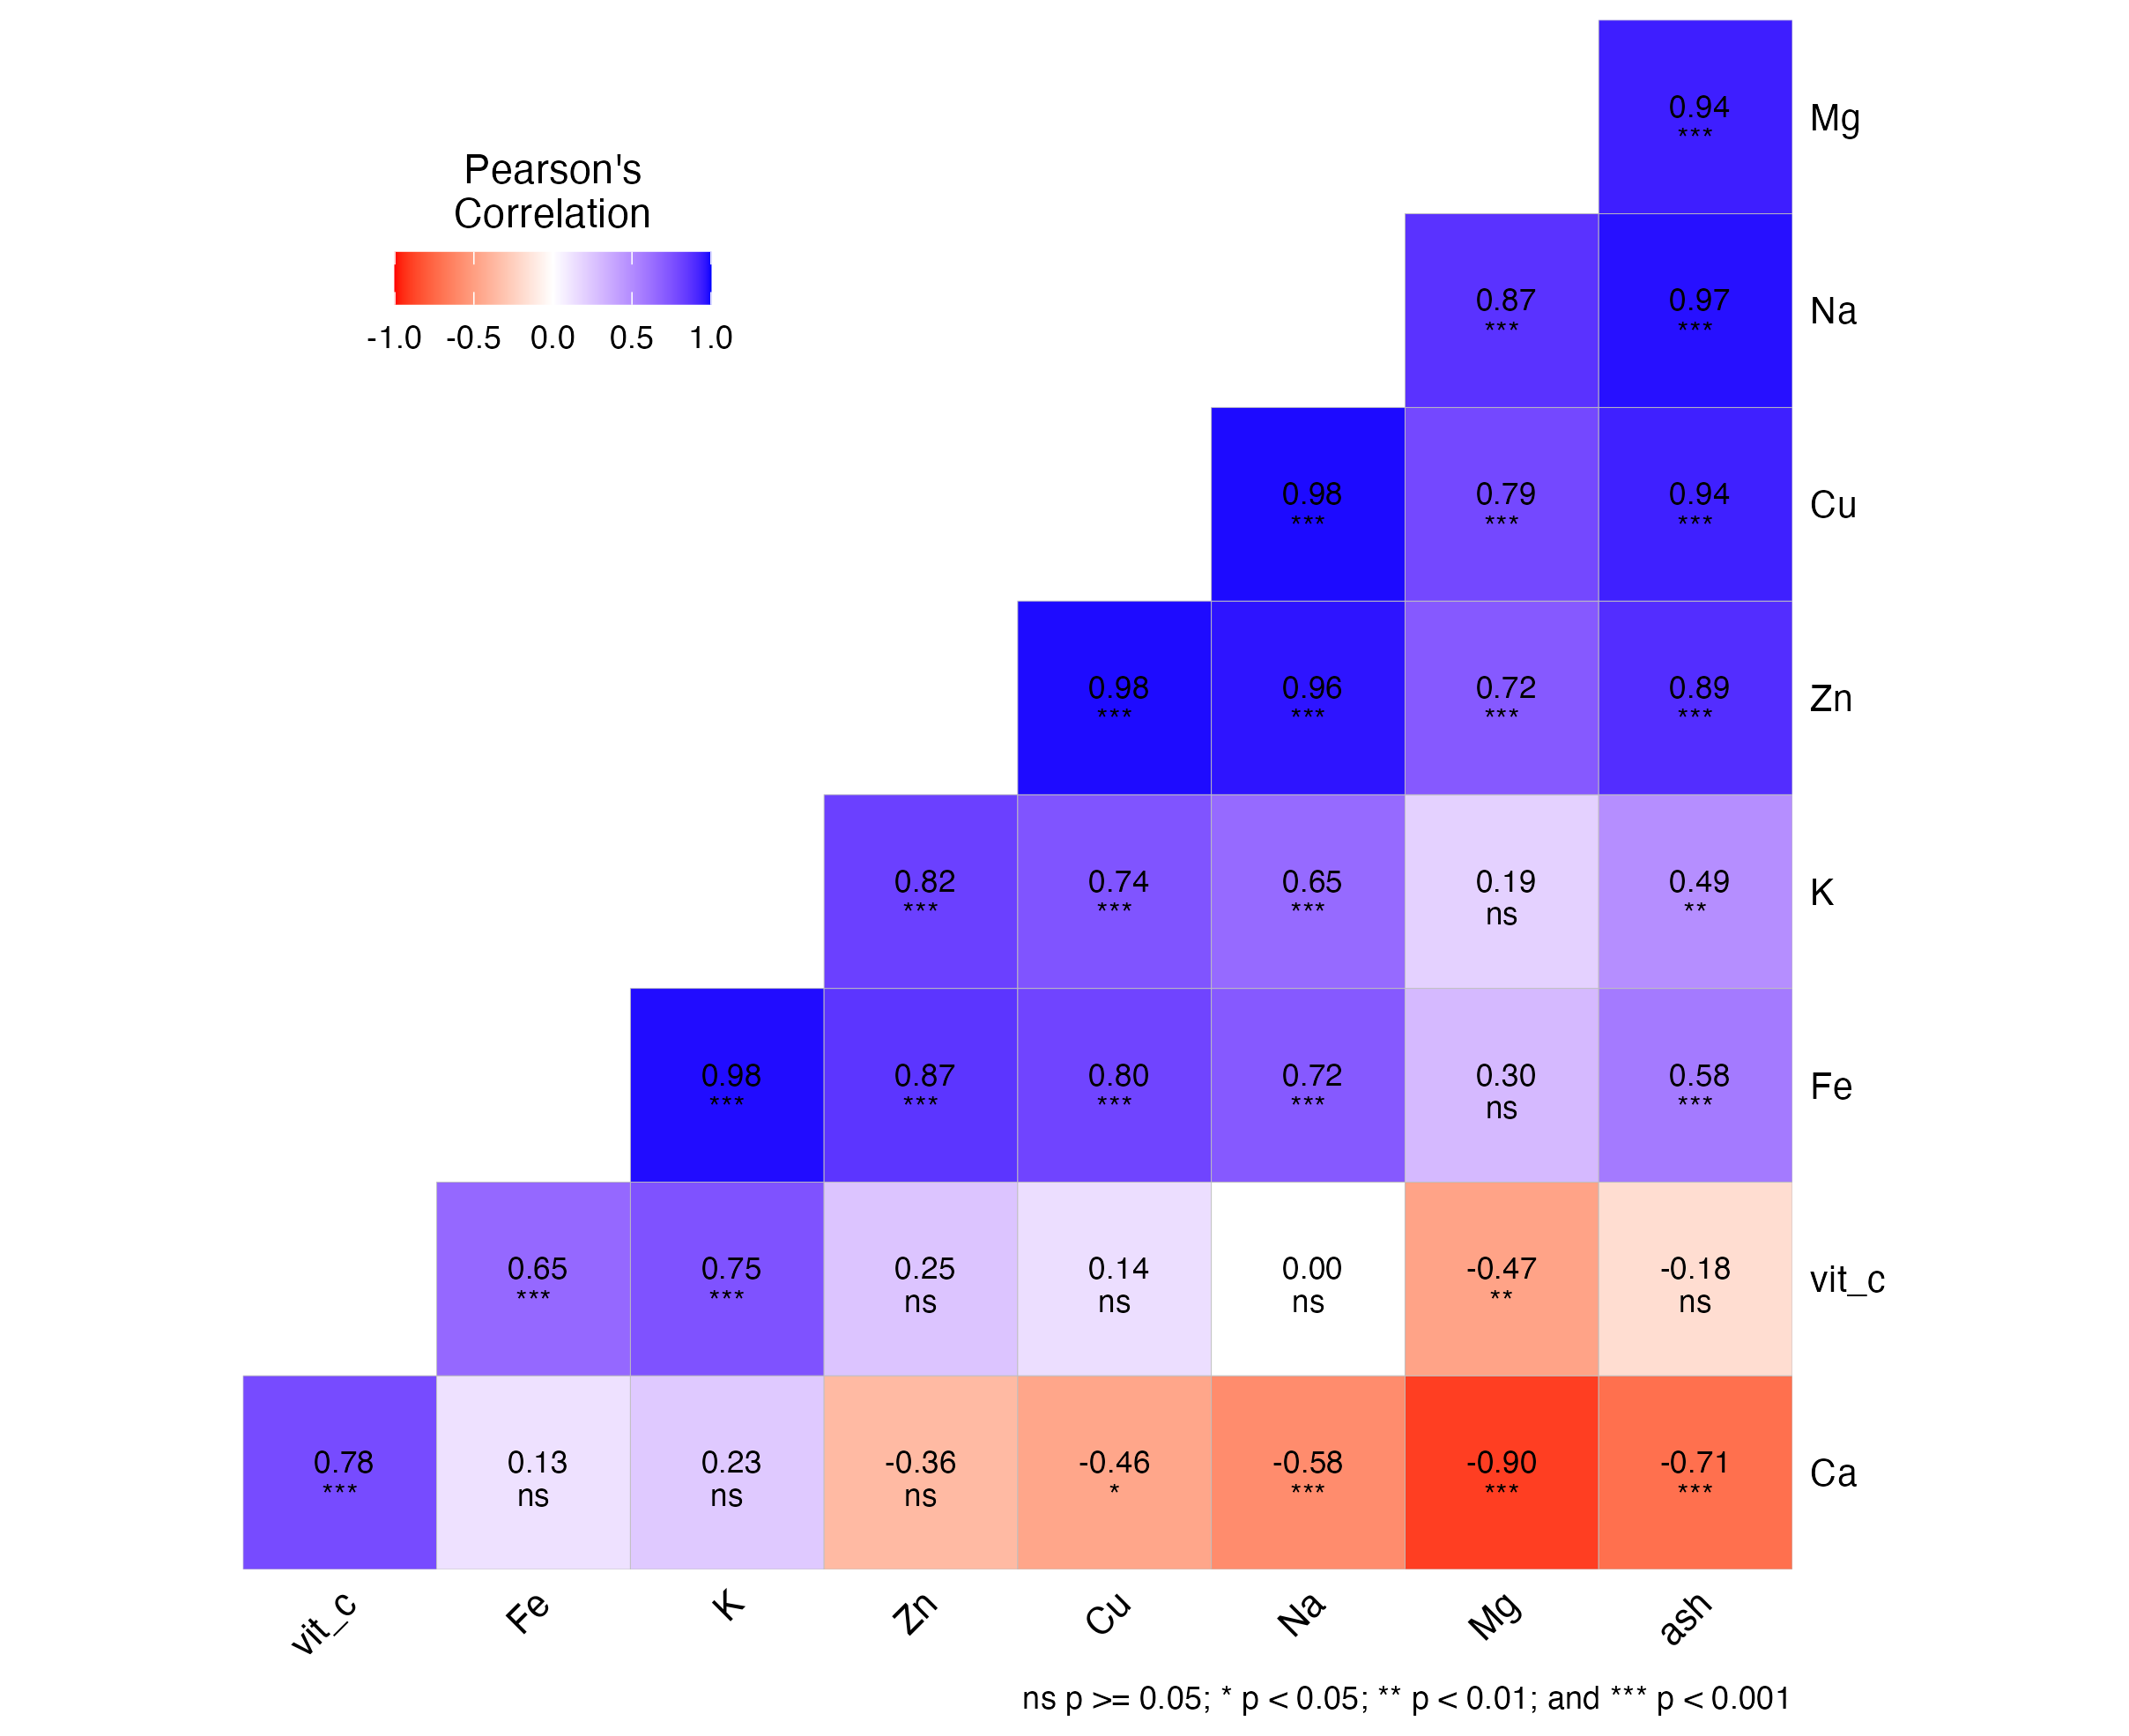 0.94
***
Mg
Pearson's
Correlation
-1.0 -0.5 0.0 0.5 1.0
0.87 0.97
*** ***
Na
0.98 0.79 0.94
*** *** ***
Cu
0.98 0.96 0.72 0.89
*** *** *** ***
Zn
0.82 0.74 0.65 0.19 0.49
*** *** *** ns **
K
0.98 0.87 0.80 0.72 0.30 0.58
*** *** *** *** ns ***
Fe
0.65 0.75 0.25 0.14 0.00 -0.47 -0.18
*** *** ns ns ns ** ns
vit_c
0.78 0.13 0.23 -0.36 -0.46 -0.58 -0.90 -0.71
*** ns ns ns * *** *** ***
Ca
vit_c Fe K Zn Cu Na Mg ash
ns p >= 0.05; * p < 0.05; ** p < 0.01; and *** p < 0.001